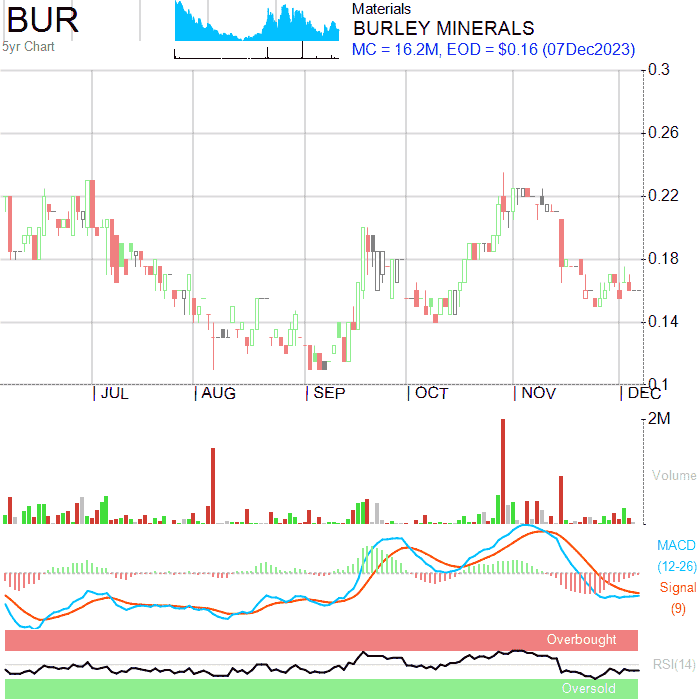 BUR
5yr Chart
Materials
BURLEY MINERALS
MC = 16.2M, EOD = $0.16 (07Dec2023)
0.3
0.26
0.22
0.18
0.14
0.1
JUL AUG SEP OCT NOV DEC
2M
Volume
MACD
(12-26)
Signal
(9)
Overbought
RSI(14)
Oversold